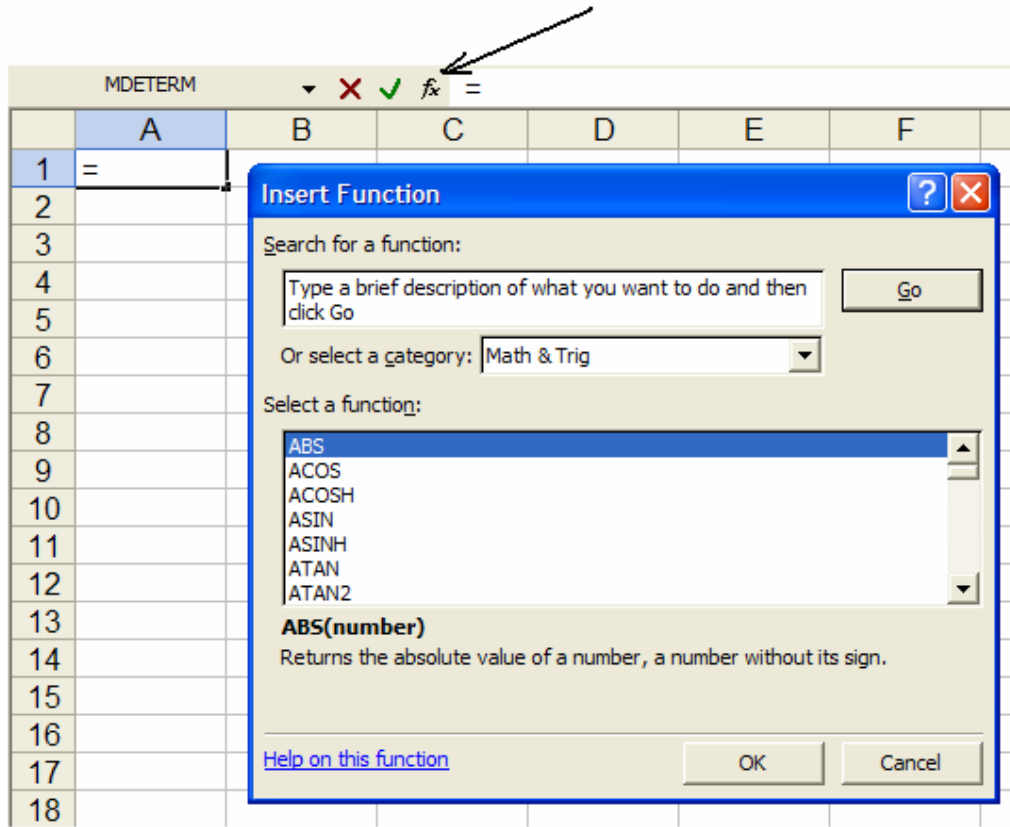 MDETERM fx =
A B C D E F
1 =
2
3
4
5
6
7
8
9
10
11
12
13
14
15
16
17
18
Insert Function
Search for a function:
Type a brief description of what you want to do and then
click Go
Go
Or select a category: Math & Trig
Select a function:
ABS
ACOS
ACOSH
ASIN
ASINH
ATAN
ATAN2
ABS(number)
Returns the absolute value of a number, a number without its sign.
Help on this function OK Cancel